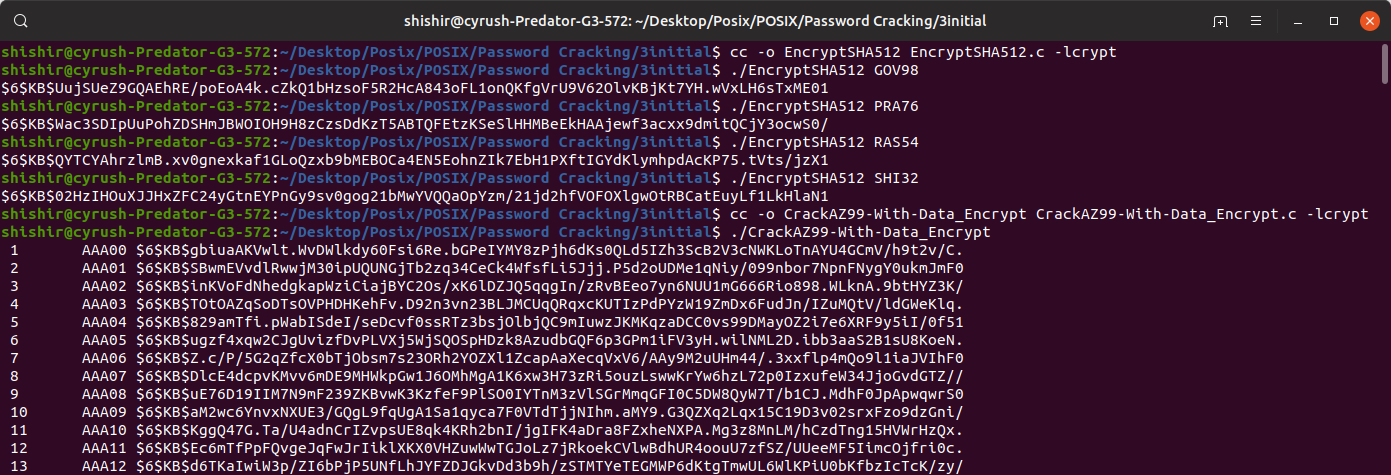 shishir@cyrush-Predator-G3-572: ~/Desktop/Posix/POSIX/Password Cracking/3initial
shishir@cyrush-Predator-G3-572:~/Desktop/Posix/POSIX/Password Cracking/3initial$ cc -o EncryptSHA512 EncryptSHA512.c -lcrypt
shishir@cyrush-Predator-G3-572:~/Desktop/Posix/POSIX/Password Cracking/3initial$ ./EncryptSHA512 GOV98
$6$KB$UujSUeZ9GQAEhRE/poEoA4k.cZkQ1bHzsoF5R2HcA843oFL1onQKfgVrU9V62OlvKBjKt7YH.wVxLH6sTxME01
shishir@cyrush-Predator-G3-572:~/Desktop/Posix/POSIX/Password Cracking/3initial$ ./EncryptSHA512 PRA76
$6$KB$Wac3SDIpUuPohZDSHmJBWOIOH9H8zCzsDdKzT5ABTQFEtzKSeSlHHMBeEkHAAjewf3acxx9dmitQCjY3ocwS0/
shishir@cyrush-Predator-G3-572:~/Desktop/Posix/POSIX/Password Cracking/3initial$ ./EncryptSHA512 RAS54
$6$KB$QYTCYAhrzlmB.xv0gnexkaf1GLoQzxb9bMEBOCa4EN5EohnZIk7EbH1PXftIGYdKlymhpdAcKP75.tVts/jzX1
shishir@cyrush-Predator-G3-572:~/Desktop/Posix/POSIX/Password Cracking/3initial$ ./EncryptSHA512 SHI32
$6$KB$02HzIHOuXJJHxZFC24yGtnEYPnGy9sv0gog21bMwYVQQaOpYzm/21jd2hfVOFOXlgwOtRBCatEuyLf1LkHlaN1
shishir@cyrush-Predator-G3-572:~/Desktop/Posix/POSIX/Password Cracking/3initial$ cc -o CrackAZ99-With-Data_Encrypt CrackAZ99-With-Data_Encrypt.c -lcrypt
shishir@cyrush-Predator-G3-572:~/Desktop/Posix/POSIX/Password Cracking/3initial$ ./CrackAZ99-With-Data_Encrypt
1 AAA00 $6$KB$gbiuaAKVwlt.WvDWlkdy60Fsi6Re.bGPeIYMY8zPjh6dKs0QLd5IZh3ScB2V3cNWKLoTnAYU4GCmV/h9t2v/C.
2 AAA01 $6$KB$SBwmEVvdlRwwjM30ipUQUNGjTb2zq34CeCk4WfsfLi5Jjj.P5d2oUDMe1qNiy/099nbor7NpnFNygY0ukmJmF0
3 AAA02 $6$KB$inKVoFdNhedgkapWziCiajBYC2Os/xK6lDZJQ5qqgIn/zRvBEeo7yn6NUU1mG666Rio898.WLknA.9btHYZ3K/
4 AAA03 $6$KB$TOtOAZqSoDTsOVPHDHKehFv.D92n3vn23BLJMCUqQRqxcKUTIzPdPYzW19ZmDx6FudJn/IZuMQtV/ldGWeKlq.
5 AAA04 $6$KB$829amTfi.pWabISdeI/seDcvf0ssRTz3bsjOlbjQC9mIuwzJKMKqzaDCC0vs99DMayOZ2i7e6XRF9y5iI/0f51
6 AAA05 $6$KB$ugzf4xqw2CJgUvizfDvPLVXj5WjSQOSpHDzk8AzudbGQF6p3GPm1iFV3yH.wilNML2D.ibb3aaS2B1sU8KoeN.
7 AAA06 $6$KB$Z.c/P/5G2qZfcX0bTjObsm7s23ORh2YOZXl1ZcapAaXecqVxV6/AAy9M2uUHm44/.3xxflp4mQo9l1iaJVIhF0
8 AAA07 $6$KB$DlcE4dcpvKMvv6mDE9MHWkpGw1J6OMhMgA1K6xw3H73zRi5ouzLswwKrYw6hzL72p0IzxufeW34JjoGvdGTZ//
9 AAA08 $6$KB$uE76D19IIM7N9mF239ZKBvwK3KzfeF9PlSO0IYTnM3zVlSGrMmqGFI0C5DW8QyW7T/b1CJ.MdhF0JpApwqwrS0
10 AAA09 $6$KB$aM2wc6YnvxNXUE3/GQgL9fqUgA1Sa1qyca7F0VTdTjjNIhm.aMY9.G3QZXq2Lqx15C19D3v02srxFzo9dzGni/
11 AAA10 $6$KB$KggQ47G.Ta/U4adnCrIZvpsUE8qk4KRh2bnI/jgIFK4aDra8FZxheNXPA.Mg3z8MnLM/hCzdTng15HVWrHzQx.
12 AAA11 $6$KB$Ec6mTfPpFQvgeJqFwJrIiklXKX0VHZuwWwTGJoLz7jRkoekCVlwBdhUR4oouU7zfSZ/UUeeMF5IimcOjfri0c.
13 AAA12 $6$KB$d6TKaIwiW3p/ZI6bPjP5UNfLhJYFZDJGkvDd3b9h/zSTMTYeTEGMWP6dKtgTmwUL6WlKPiU0bKfbzIcTcK/zy/